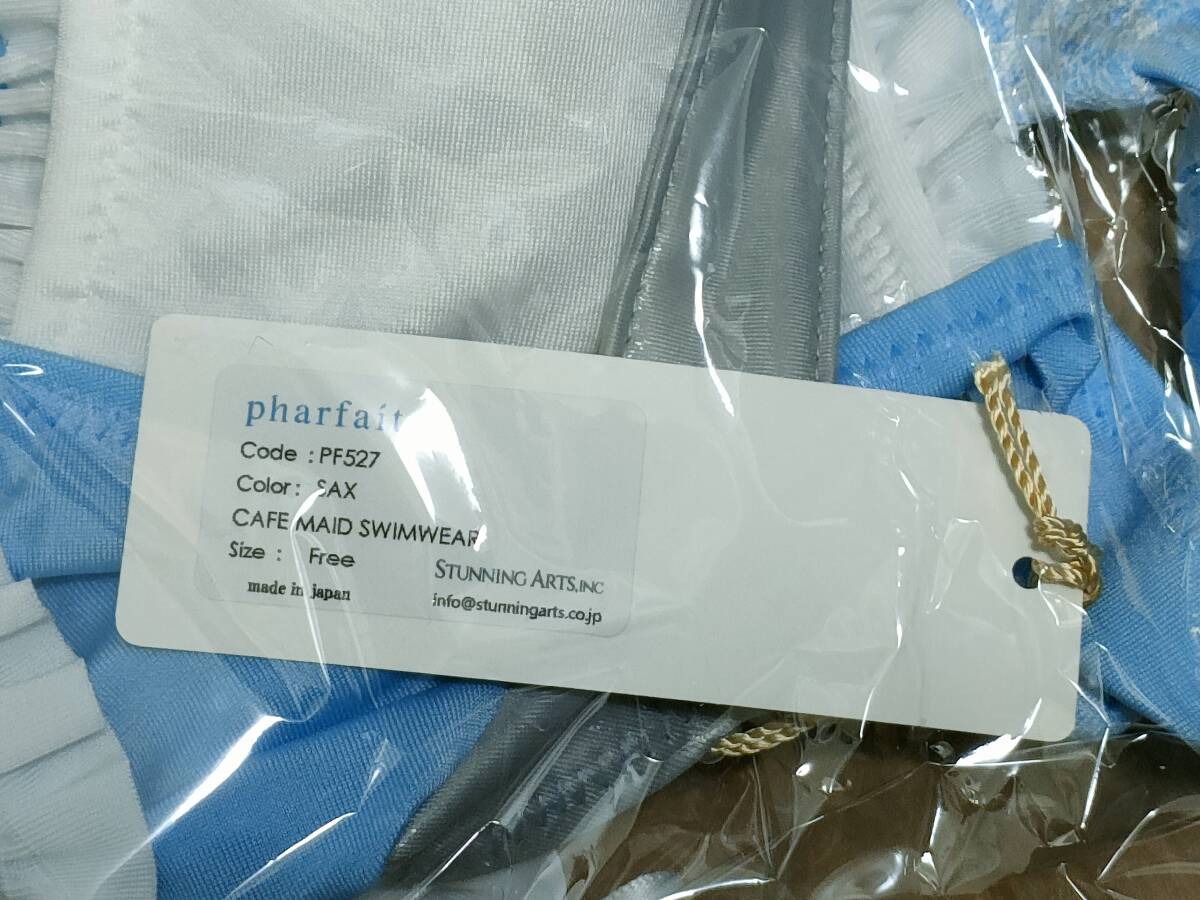 pharfait
Code : PF527
Color : SAX
CAFE MAID SWIMWEAR
Size : Free
made in japan
STUNNING ARTS,INC
info@stunningarts.co.jp